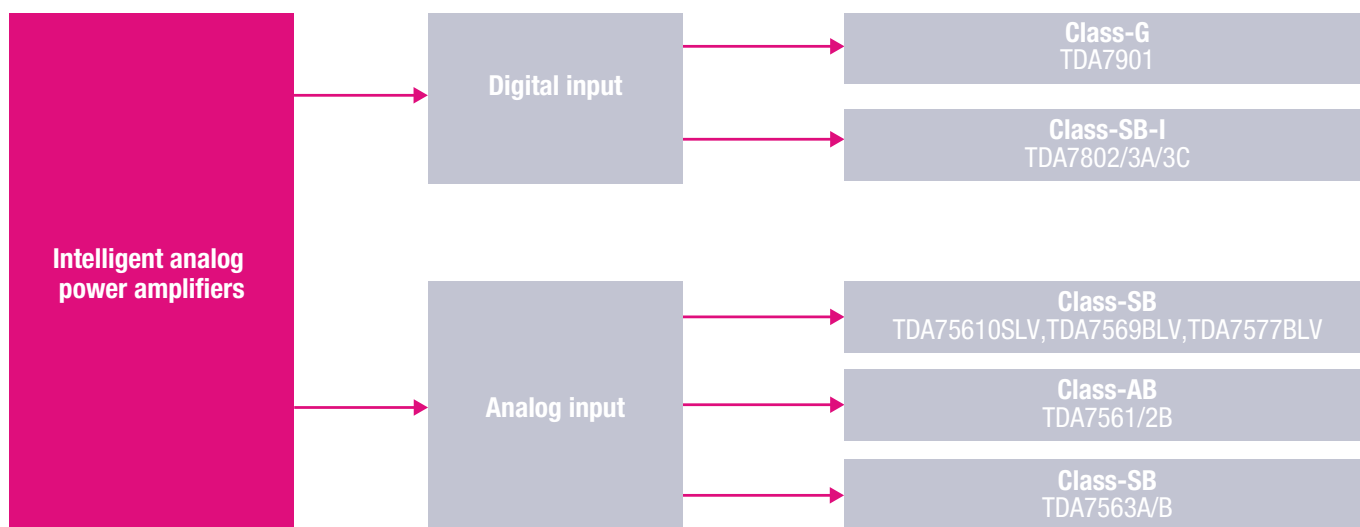 Intelligent analog
power amplifiers
Digital input
Class-G
TDA7901
Class-SB-I
TDA7802/3A/3C
Analog input
Class-SB
TDA75610SLV,TDA7569BLV,TDA7577BLV
Class-AB
TDA7561/2B
Class-SB
TDA7563A/B